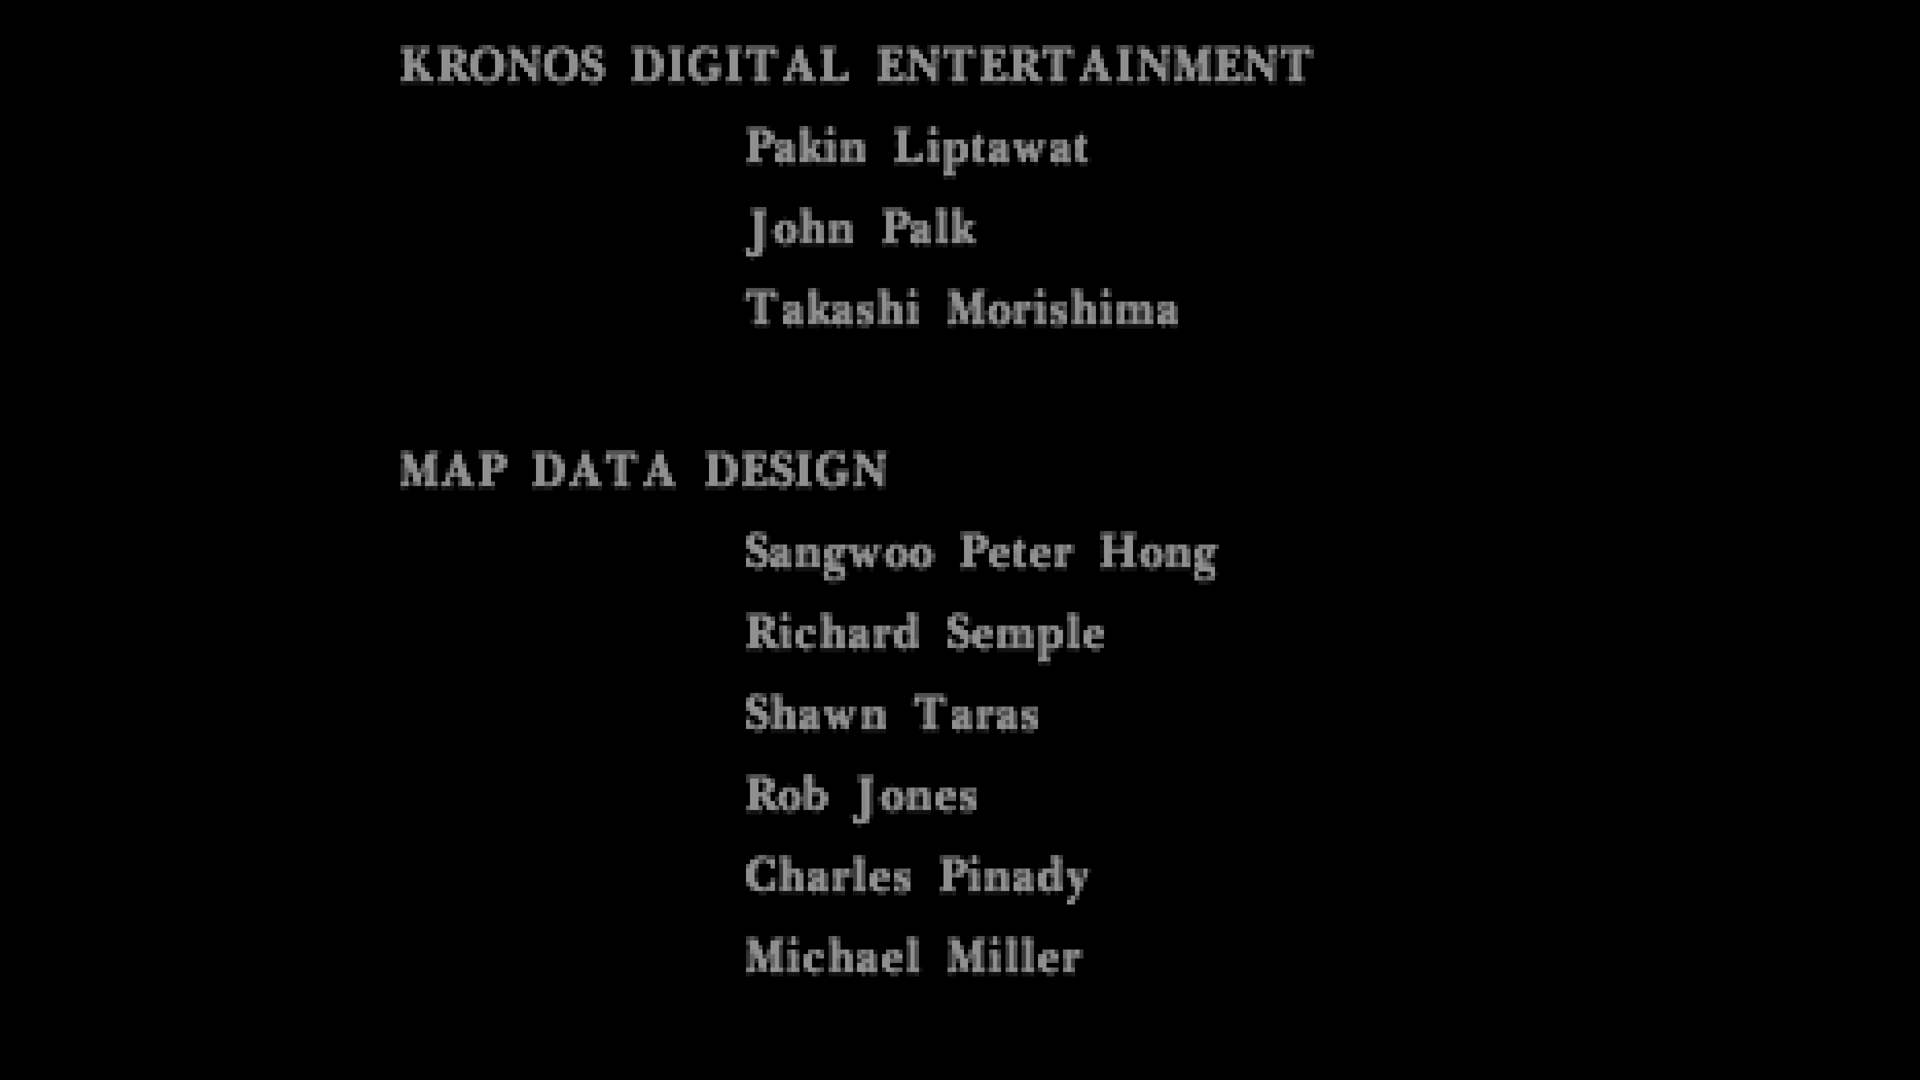 KRONOS DIGITAL ENTERTAINMENT
Pakin Liptawat
John Palk
Takashi Morishima
MAP DATA DESIGN
Sangwoo Peter Hong
Richard Semple
Shawn Taras
Rob Jones
Charles Pinady
Michael Miller